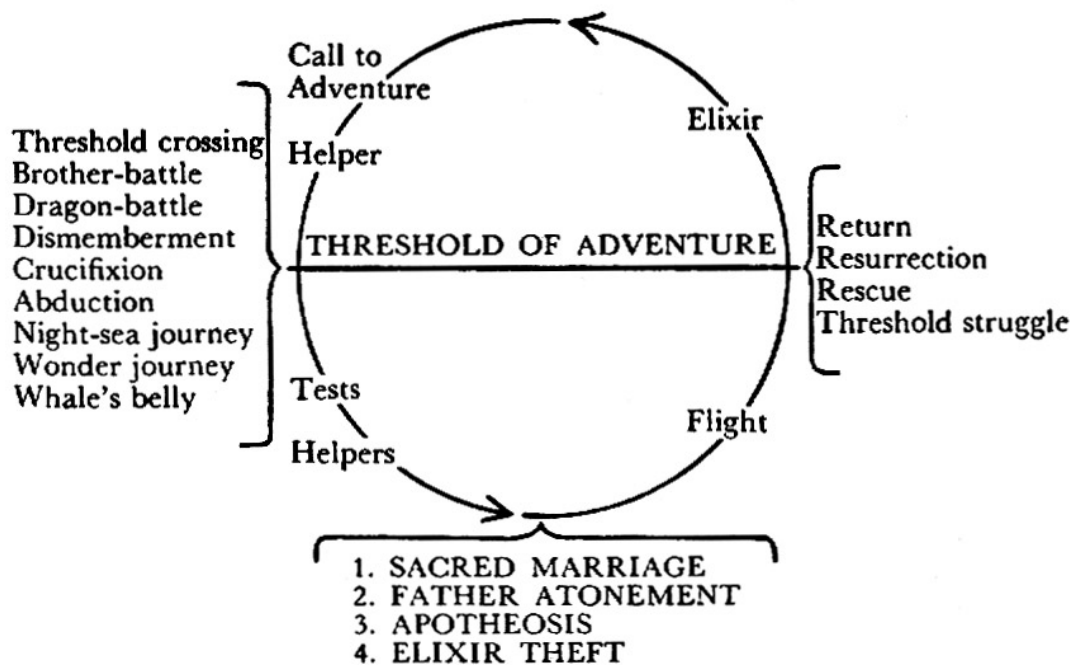 Call to
Adventure
Helper
Threshold crossing
Brother-battle
Dragon-battle
Dismemberment
Crucifixion
Abduction
Night-sea journey
Wonder journey
Whale's belly
THRESHOLD OF ADVENTURE
Tests
Helpers
1. SACRED MARRIAGE
2. FATHER ATONEMENT
3. APOTHEOSIS
4. ELIXIR THEFT
Flight
Return
Resurrection
Rescue
Threshold struggle
Elixir